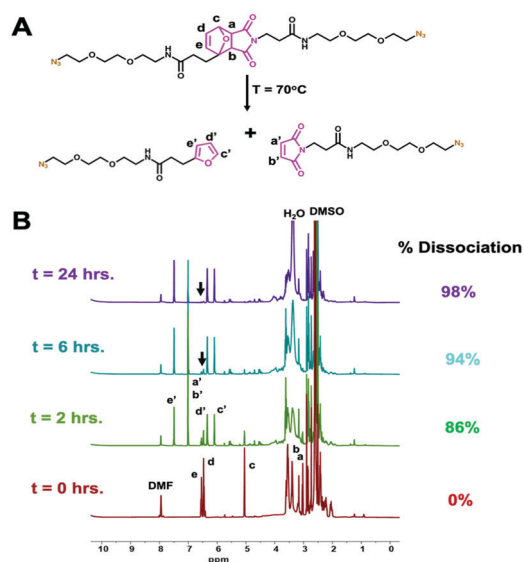 A
c
d
a
e
b
O
O
O
N
N₃
O
O
H
N
O
O
N
H
O
O
N₃
T = 70°C
+
N₃
O
O
H
N
O
e'
d'
O
c'
a'
b'
O
N
O
O
N
H
O
O
N₃
B
H₂O
DMSO
% Dissociation
t = 24 hrs.
98%
t = 6 hrs.
94%
a'
e'
b'
d'
c'
t = 2 hrs.
86%
b
a
d
e
c
DMF
t = 0 hrs.
0%
10 9 8 7 6 5 4 3 2 1 0
ppm